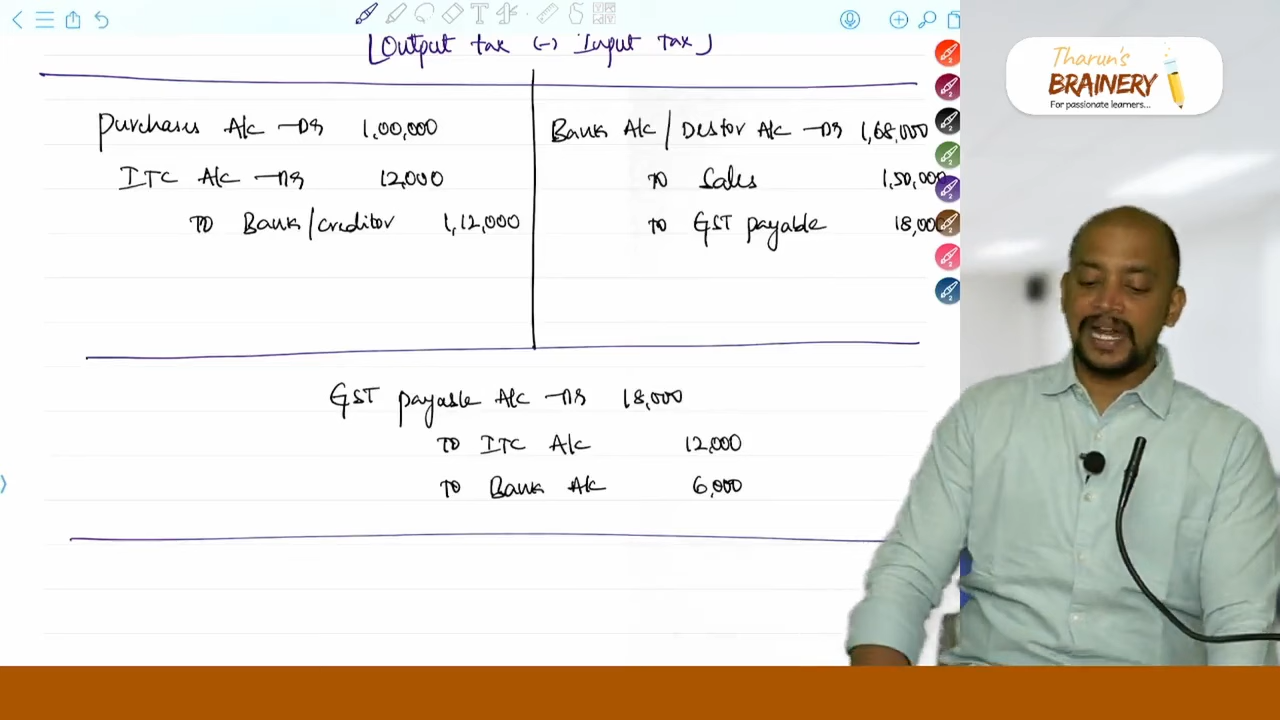 [Output tax (-) Input tax]
Purchases A/c —Dr 1,00,000
ITC A/c —Dr 12,000
To Bank/creditor 1,12,000
Bank A/c / Debtor A/c —Dr 1,68,000
To Sales 1,50,000
To GST payable 18,000
GST payable A/c —Dr 18,000
To ITC A/c 12,000
To Bank A/c 6,000
Tharun's
BRAINERY
For passionate learners...